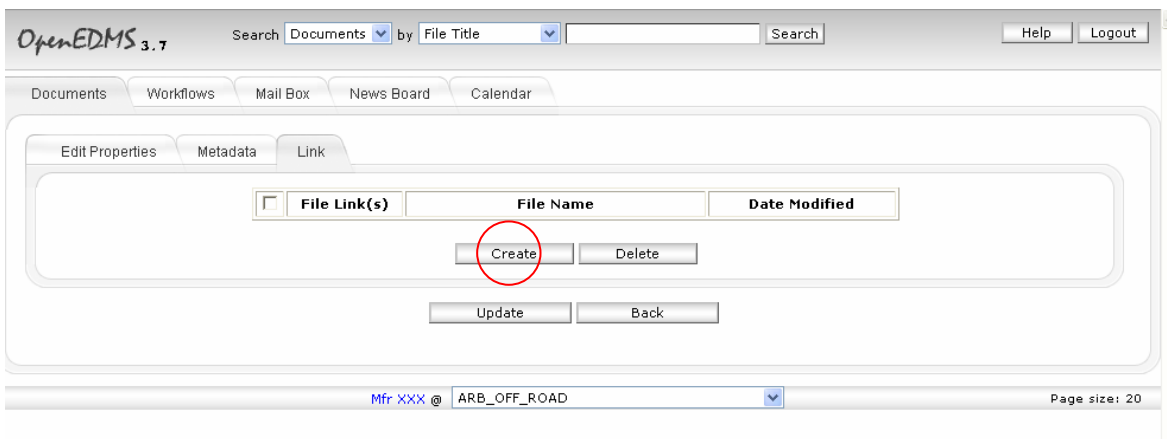 OpenEDMS 3.7 Search Documents by File Title Search Help Logout
Documents Workflows Mail Box News Board Calendar
Edit Properties Metadata Link
File Link(s) File Name Date Modified
Create Delete
Update Back
Mfr XXX @ ARB_OFF_ROAD Page size: 20